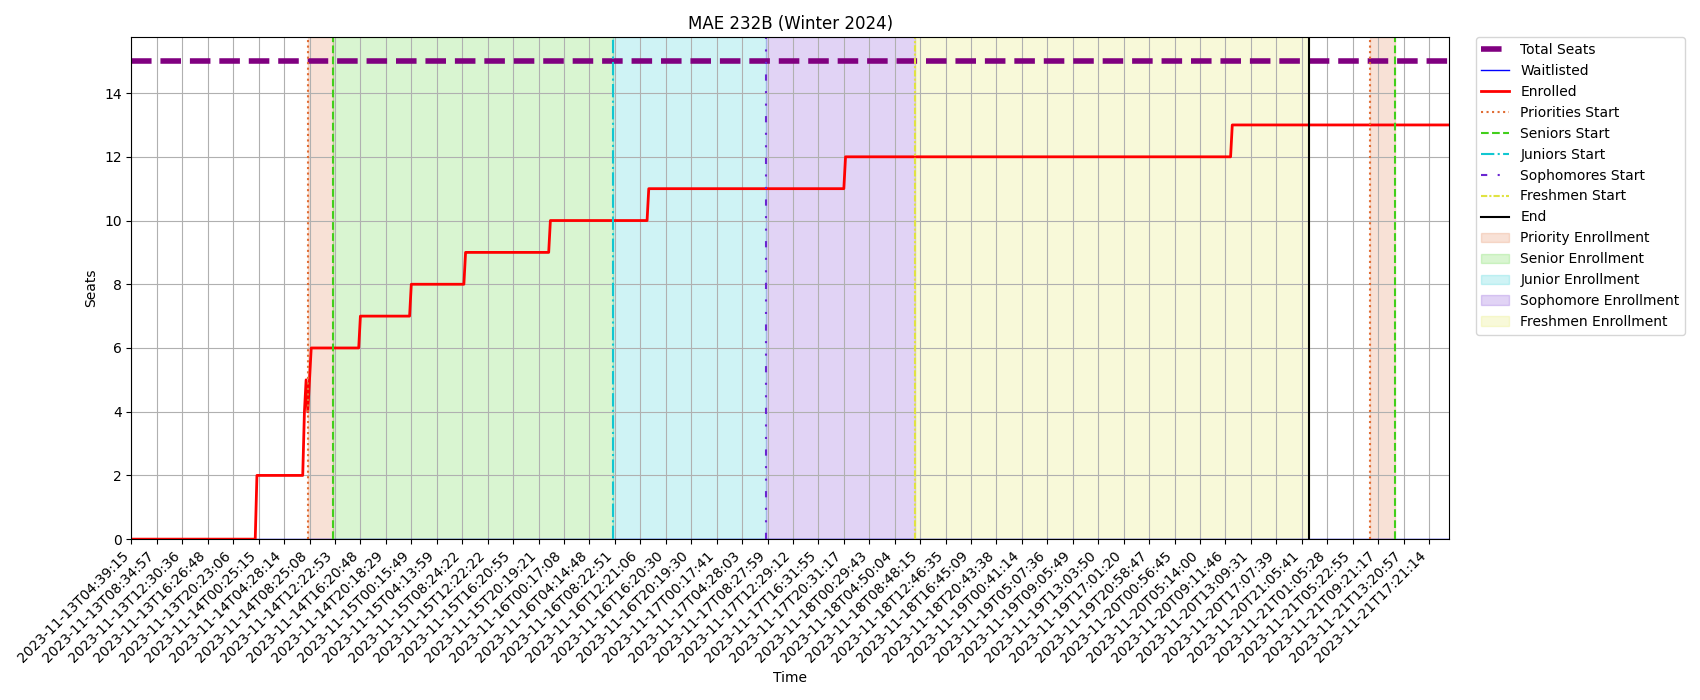 MAE 232B (Winter 2024)
Seats
14
12
10
8
6
4
2
0
2023-11-13T04:39:15
2023-11-13T08:34:57
2023-11-13T12:30:36
2023-11-13T16:26:48
2023-11-13T20:23:06
2023-11-14T00:25:15
2023-11-14T04:28:14
2023-11-14T08:25:08
2023-11-14T12:22:53
2023-11-14T16:20:48
2023-11-14T20:18:29
2023-11-15T00:15:49
2023-11-15T04:13:59
2023-11-15T08:24:22
2023-11-15T12:22:22
2023-11-15T16:20:55
2023-11-15T20:19:21
2023-11-16T00:17:08
2023-11-16T04:14:48
2023-11-16T08:22:51
2023-11-16T12:21:06
2023-11-16T16:20:30
2023-11-16T20:19:30
2023-11-17T00:17:41
2023-11-17T04:28:03
2023-11-17T08:27:59
2023-11-17T12:29:12
2023-11-17T16:31:55
2023-11-17T20:31:17
2023-11-18T00:29:43
2023-11-18T04:50:04
2023-11-18T08:48:15
2023-11-18T12:46:35
2023-11-18T16:45:09
2023-11-18T20:43:38
2023-11-19T00:41:14
2023-11-19T05:07:36
2023-11-19T09:05:49
2023-11-19T13:03:50
2023-11-19T17:01:20
2023-11-19T20:58:47
2023-11-20T00:56:45
2023-11-20T05:14:00
2023-11-20T09:11:46
2023-11-20T13:09:31
2023-11-20T17:07:39
2023-11-20T21:05:41
2023-11-21T01:05:28
2023-11-21T05:22:55
2023-11-21T09:21:17
2023-11-21T13:20:57
2023-11-21T17:21:14
Time
Total Seats
Waitlisted
Enrolled
Priorities Start
Seniors Start
Juniors Start
Sophomores Start
Freshmen Start
End
Priority Enrollment
Senior Enrollment
Junior Enrollment
Sophomore Enrollment
Freshmen Enrollment